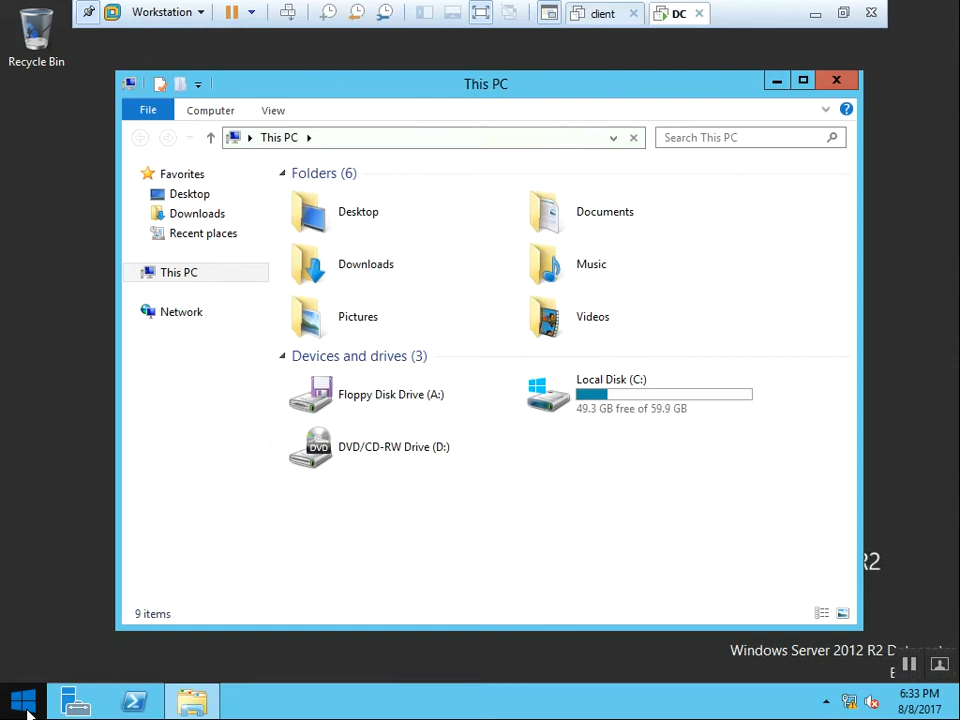 Workstation
client
DC
Recycle Bin
This PC
File
Computer
View
This PC
Search This PC
Favorites
Desktop
Downloads
Recent places
This PC
Network
Folders (6)
Desktop
Documents
Downloads
Music
Pictures
Videos
Devices and drives (3)
Floppy Disk Drive (A:)
Local Disk (C:)
49.3 GB free of 59.9 GB
DVD
DVD/CD-RW Drive (D:)
R2
9 items
Windows Server 2012 R2
6:33 PM
8/8/2017